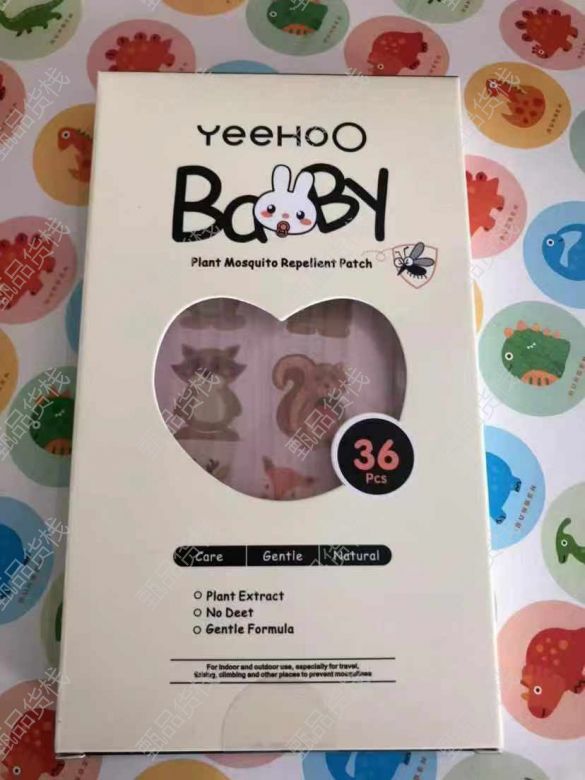 YeeHoO
BaBy
Plant Mosquito Repellent Patch
36
Pcs
Care Gentle Natural
Plant Extract
No Deet
Gentle Formula
For indoor and outdoor use, especially for travel,
fishing, climbing and other places to prevent mosquitoes
甄品货栈